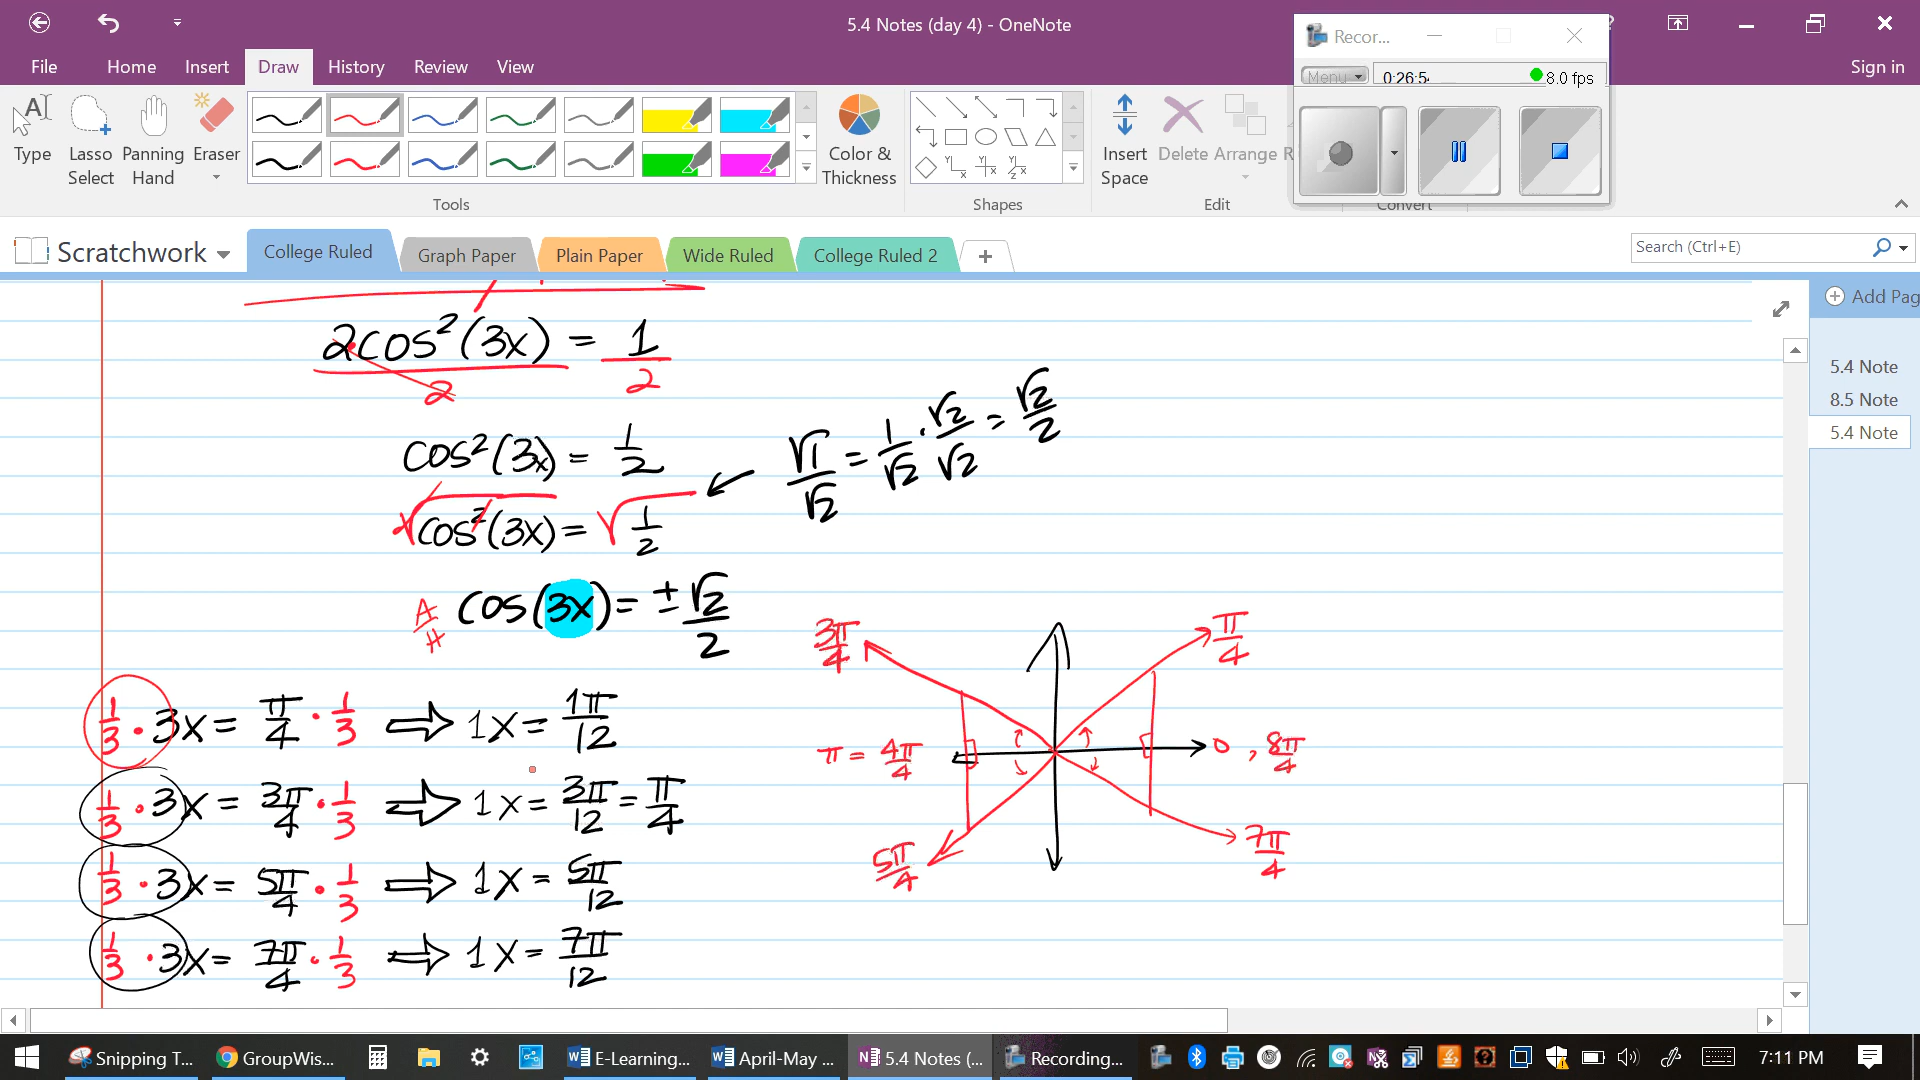 5.4 Notes (day 4) - OneNote
Recor...
File Home Insert Draw History Review View
Sign in
Menu 0:26:54 8.0 fps
Type Lasso Select Panning Hand Eraser
Color & Thickness
Insert Space Delete Arrange
Tools Shapes Edit Convert
Scratchwork College Ruled Graph Paper Plain Paper Wide Ruled College Ruled 2 +
Search (Ctrl+E)
Add Pag
5.4 Note
8.5 Note
5.4 Note
2cos²(3x) = 1
2 2
cos²(3x) = 1/2
√1/√2 = 1/√2 · √2/√2 = √2/2
√cos²(3x) = √1/2
A/H cos(3x) = ±√2/2
1/3 · 3x = π/4 · 1/3 ⇒ 1x = 1π/12
1/3 · 3x = 3π/4 · 1/3 ⇒ 1x = 3π/12 = π/4
1/3 · 3x = 5π/4 · 1/3 ⇒ 1x = 5π/12
1/3 · 3x = 7π/4 · 1/3 ⇒ 1x = 7π/12
3π/4 π/4
π = 4π/4 0, 8π/4
5π/4 7π/4
Snipping T... GroupWis... E-Learning... April-May ... 5.4 Notes (... Recording... 7:11 PM